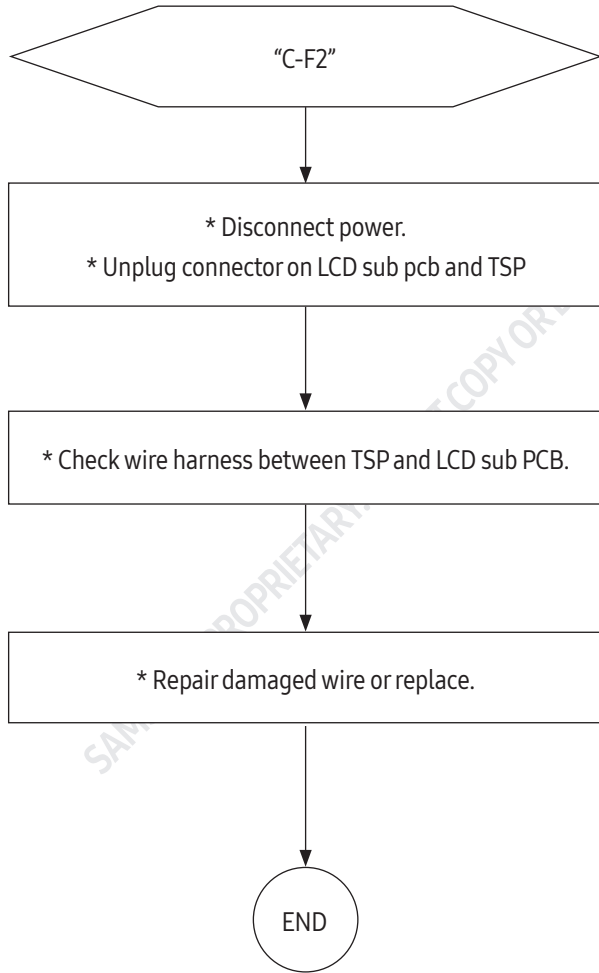 “C-F2”
* Disconnect power.
* Unplug connector on LCD sub pcb and TSP
* Check wire harness between TSP and LCD sub PCB.
* Repair damaged wire or replace.
END